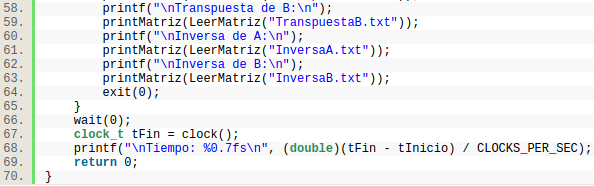 58. printf("\nTranspuesta de B:\n");
59. printMatriz(LeerMatriz("TranspuestaB.txt"));
60. printf("\nInversa de A:\n");
61. printMatriz(LeerMatriz("InversaA.txt"));
62. printf("\nInversa de B:\n");
63. printMatriz(LeerMatriz("InversaB.txt"));
64. exit(0);
65. }
66. wait(0);
67. clock_t tFin = clock();
68. printf("\nTiempo: %0.7fs\n", (double)(tFin - tInicio) / CLOCKS_PER_SEC);
69. return 0;
70. }